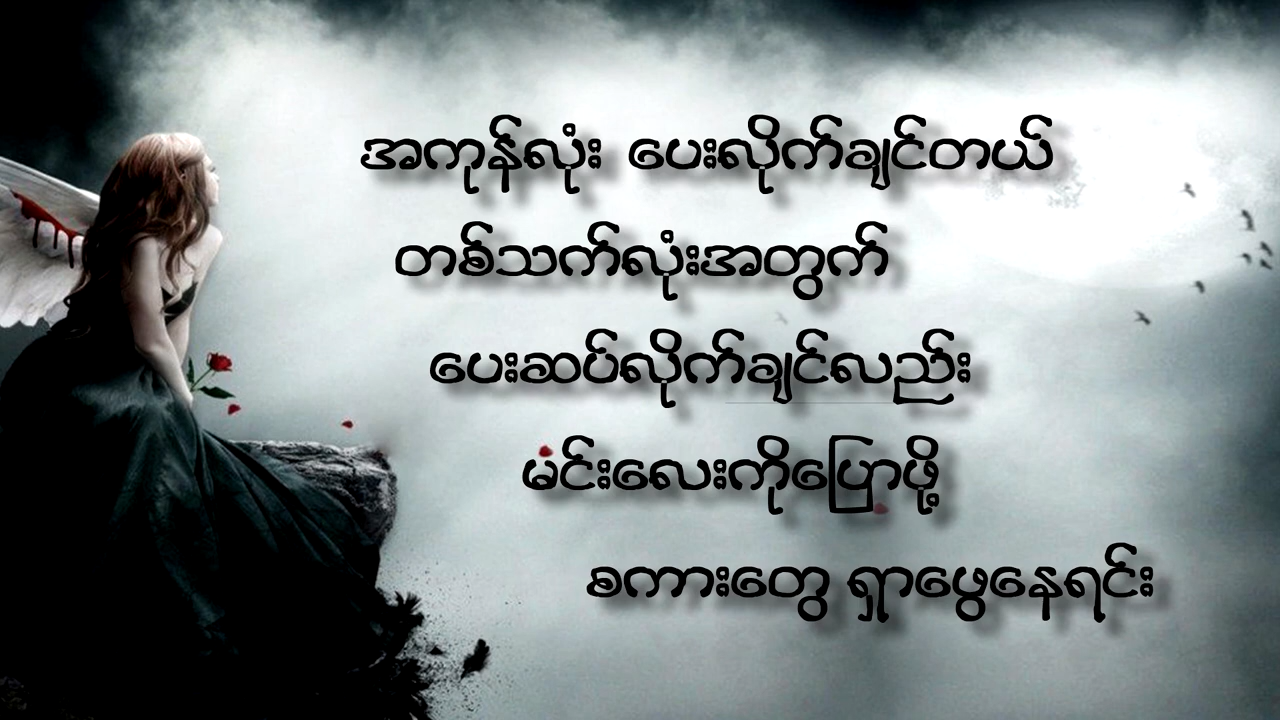 အကုန်လုံး ပေးလိုက်ချင်တယ်
တစ်သက်လုံးအတွက်
ပေးဆပ်လိုက်ချင်လည်း
မင်းလေးကိုပြောဖို့
စကားတွေ ရှာဖွေနေရင်း